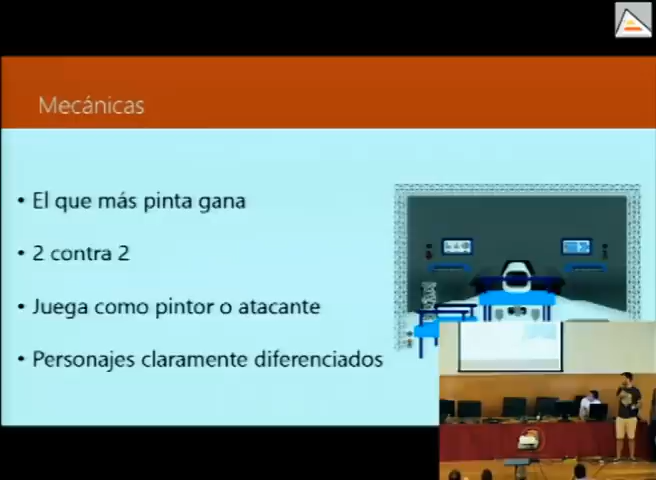 Mecánicas
• El que más pinta gana
• 2 contra 2
• Juega como pintor o atacante
• Personajes claramente diferenciados